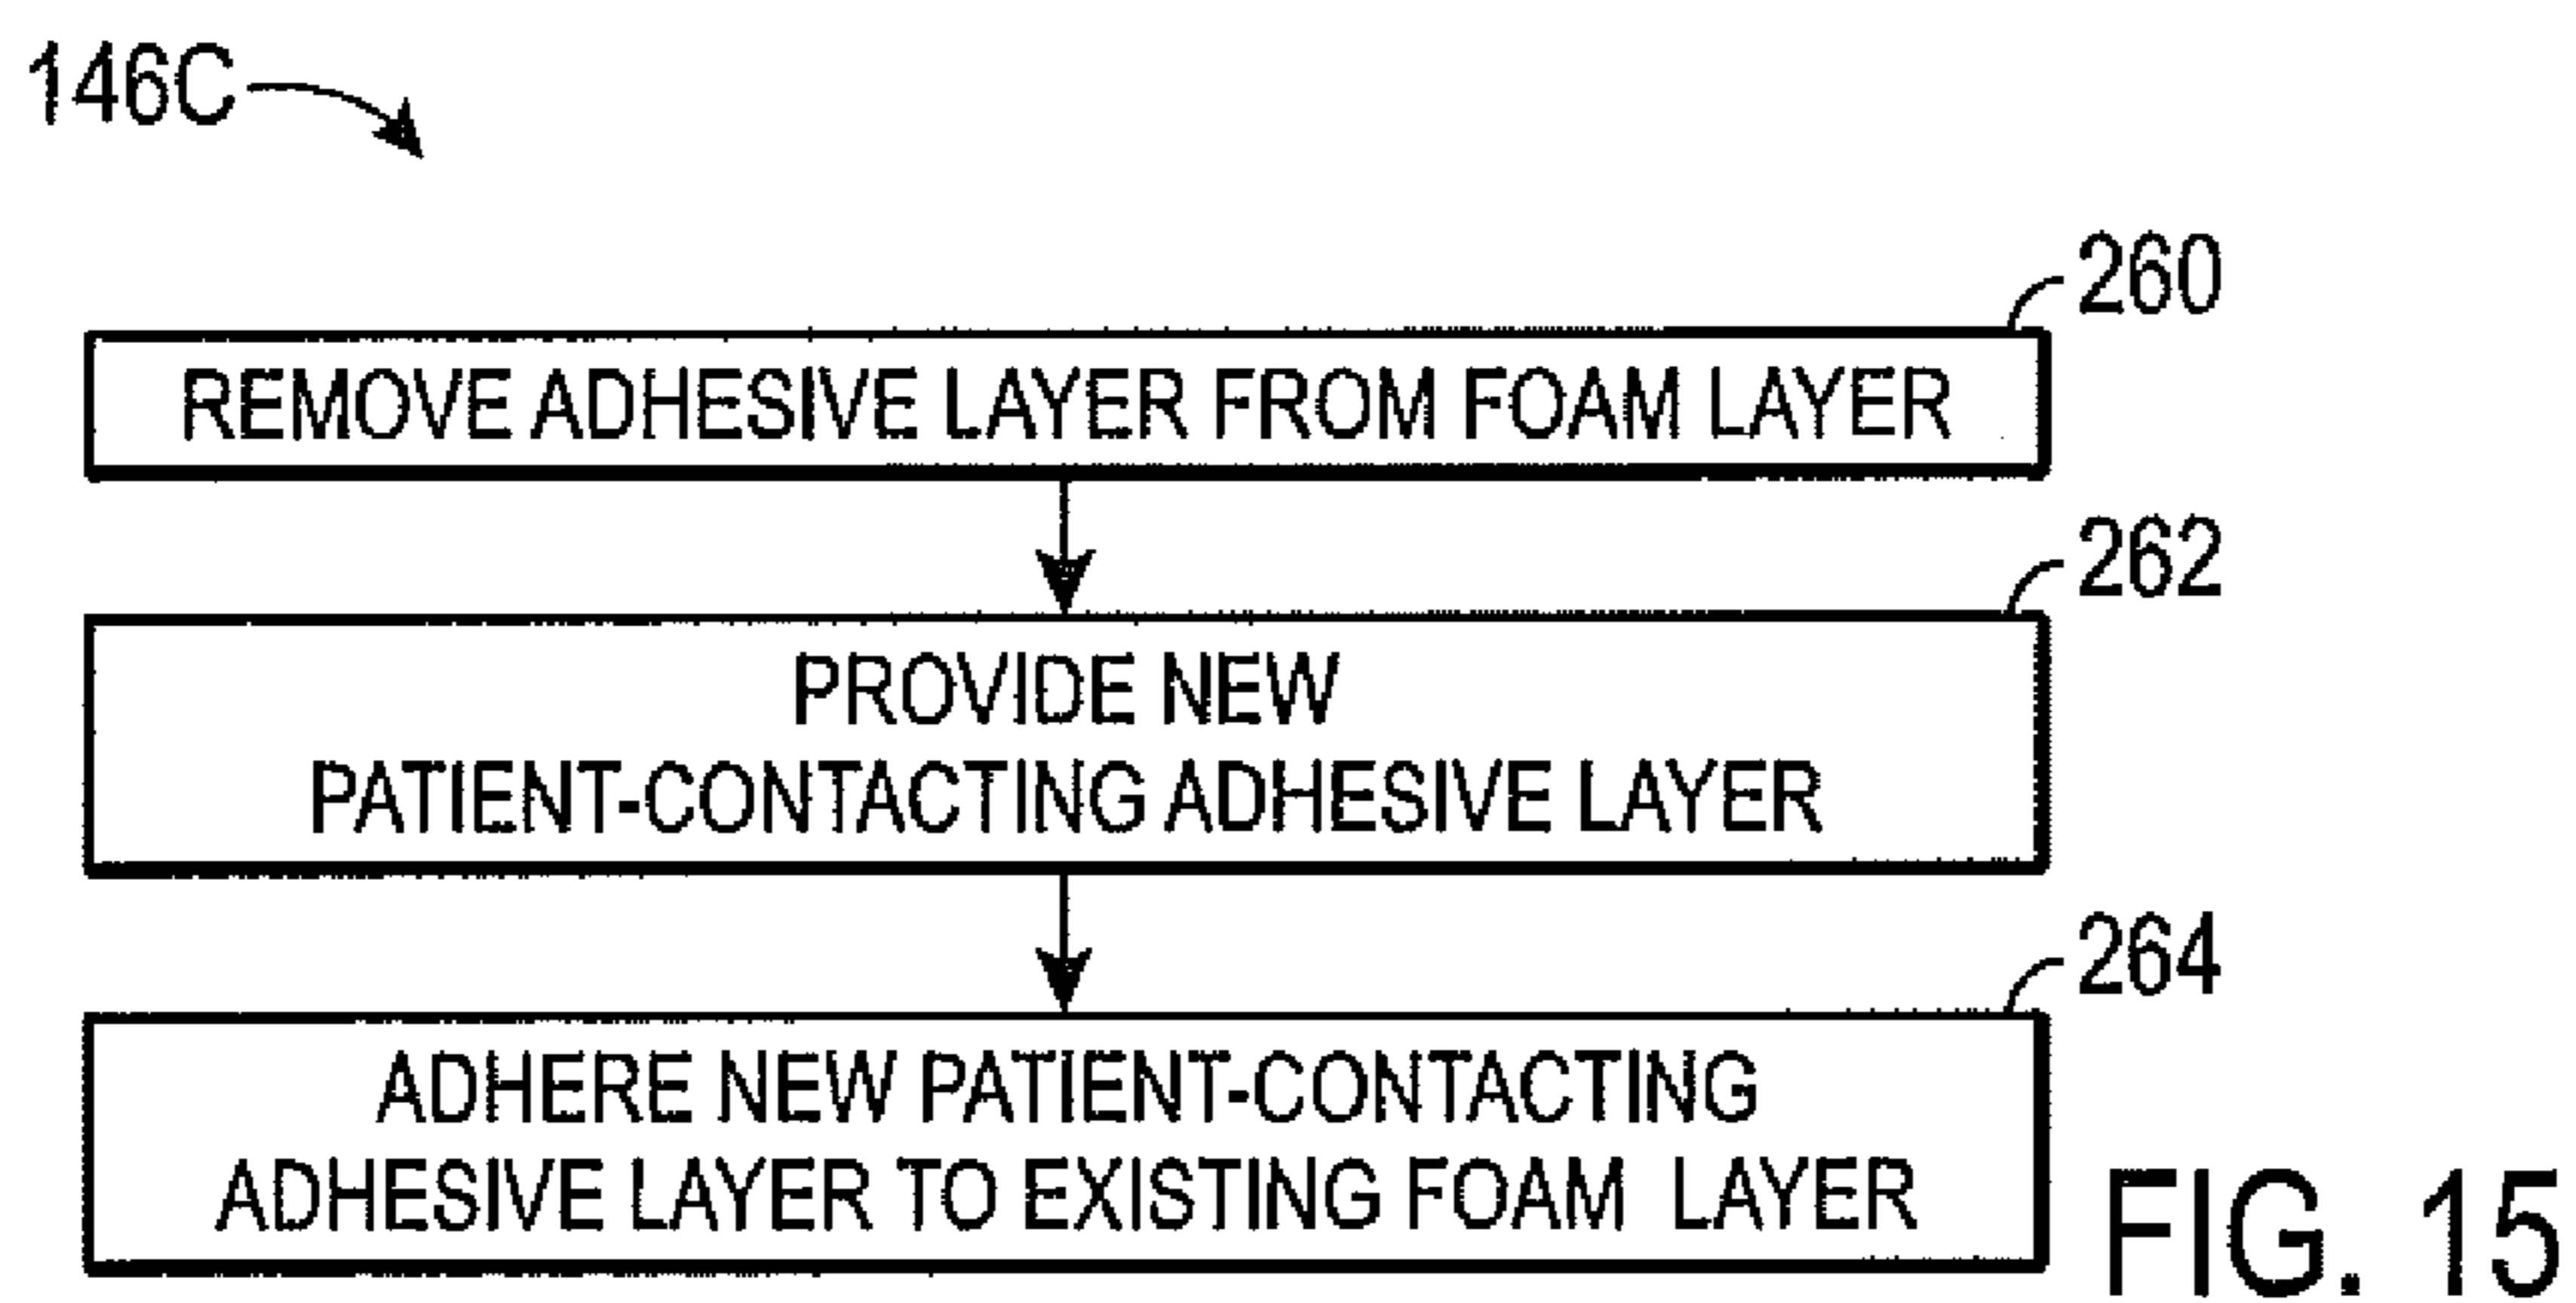 146C
260
REMOVE ADHESIVE LAYER FROM FOAM LAYER
262
PROVIDE NEW
PATIENT-CONTACTING ADHESIVE LAYER
264
ADHERE NEW PATIENT-CONTACTING
ADHESIVE LAYER TO EXISTING FOAM LAYER
FIG. 15